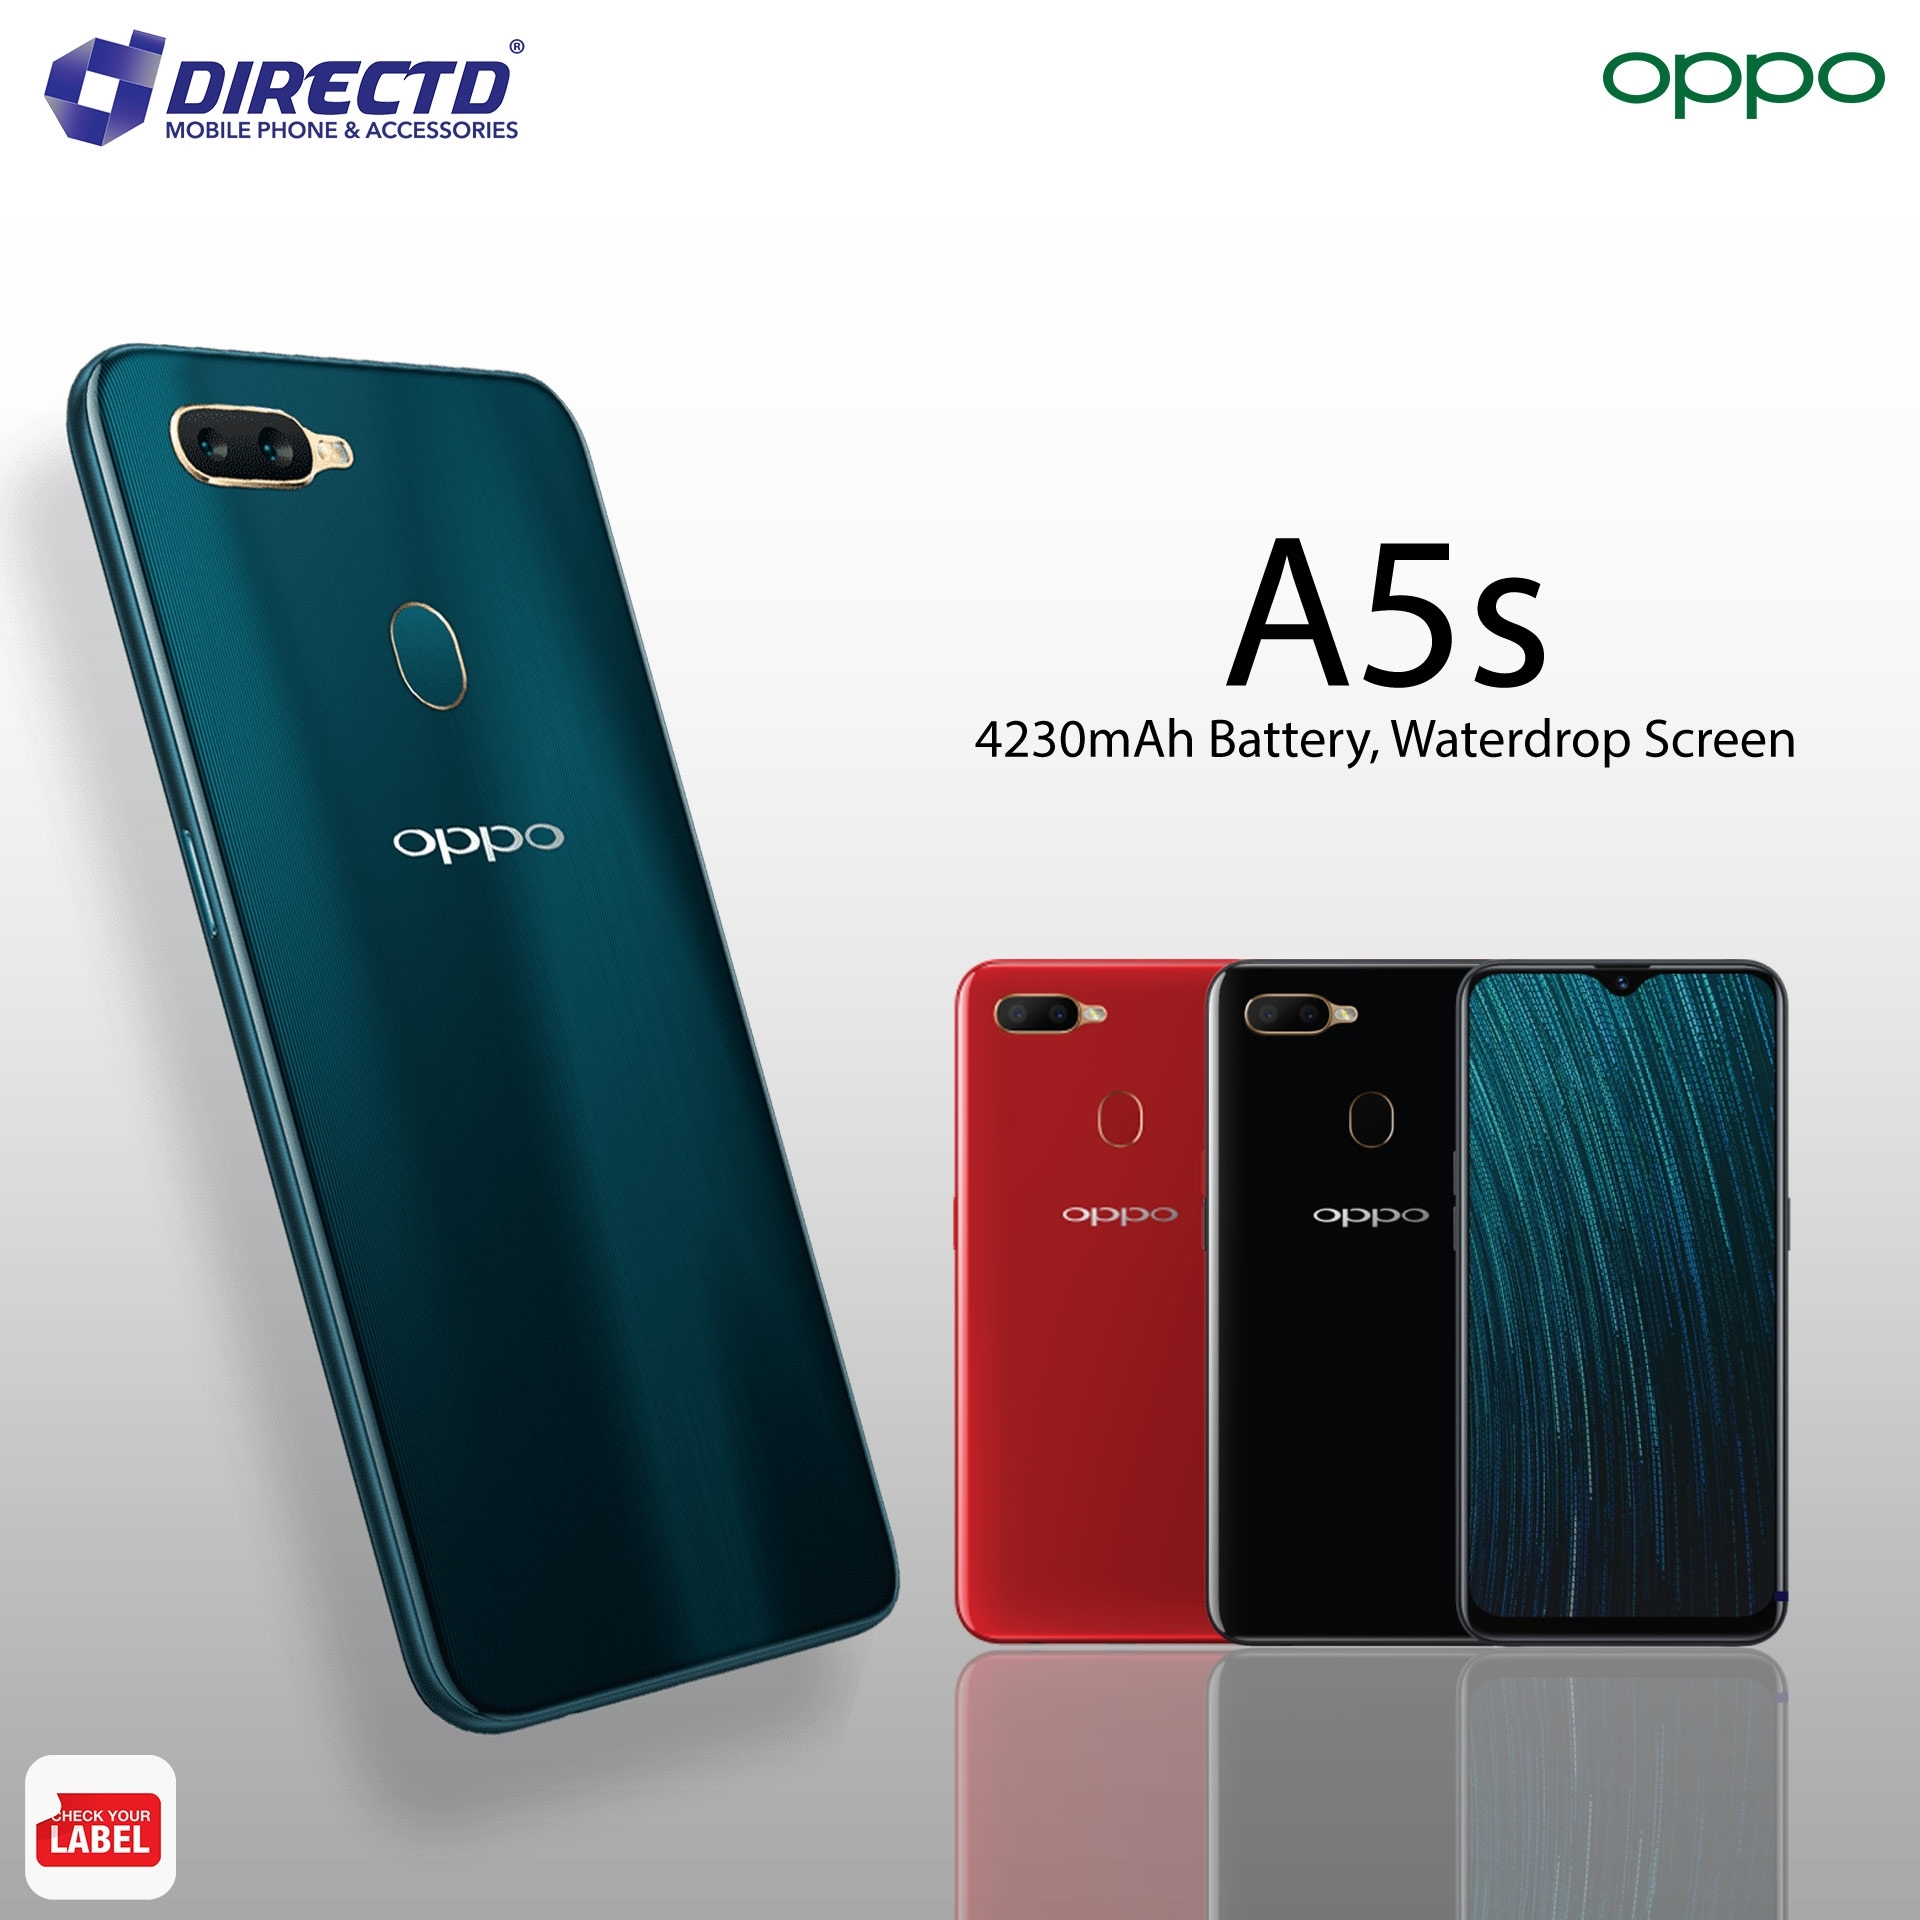 DIRECTD®
MOBILE PHONE & ACCESSORIES
oppo
A5s
4230mAh Battery, Waterdrop Screen
oppo
oppo
oppo
CHECK YOUR
LABEL